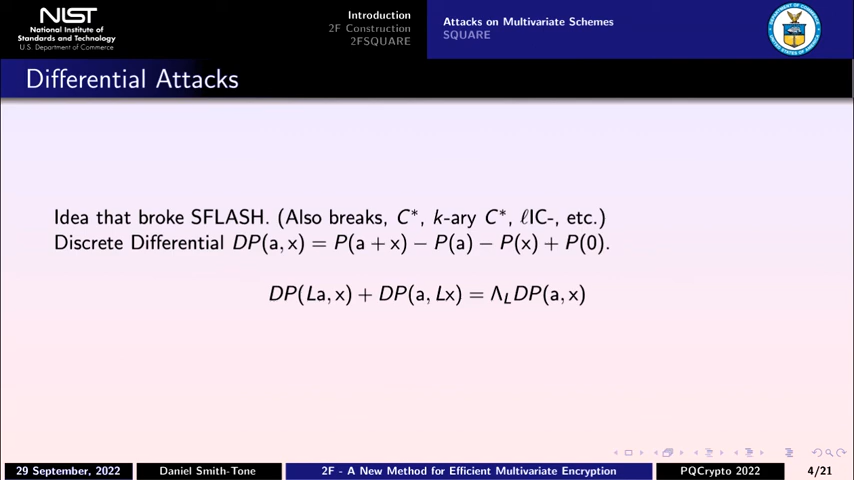 NIST
National Institute of
Standards and Technology
U.S. Department of Commerce
Introduction
2F Construction
2FSQUARE
Attacks on Multivariate Schemes
SQUARE
Differential Attacks
Idea that broke SFLASH. (Also breaks, C*, k-ary C*, ℓIC-, etc.)
Discrete Differential DP(a, x) = P(a + x) − P(a) − P(x) + P(0).
DP(La, x) + DP(a, Lx) = Λ_L DP(a, x)
29 September, 2022
Daniel Smith-Tone
2F - A New Method for Efficient Multivariate Encryption
PQCrypto 2022
4/21